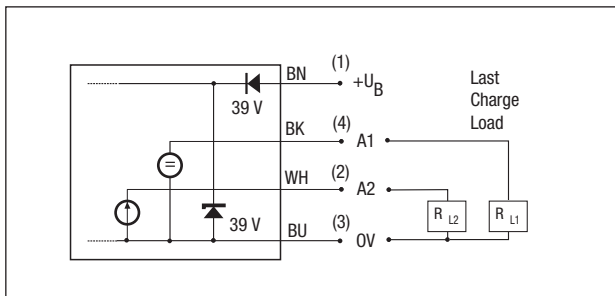 BN (1) +U_B
39 V
BK (4) A1
WH (2) A2
39 V
BU (3) 0V
Last
Charge
Load
R L2
R L1